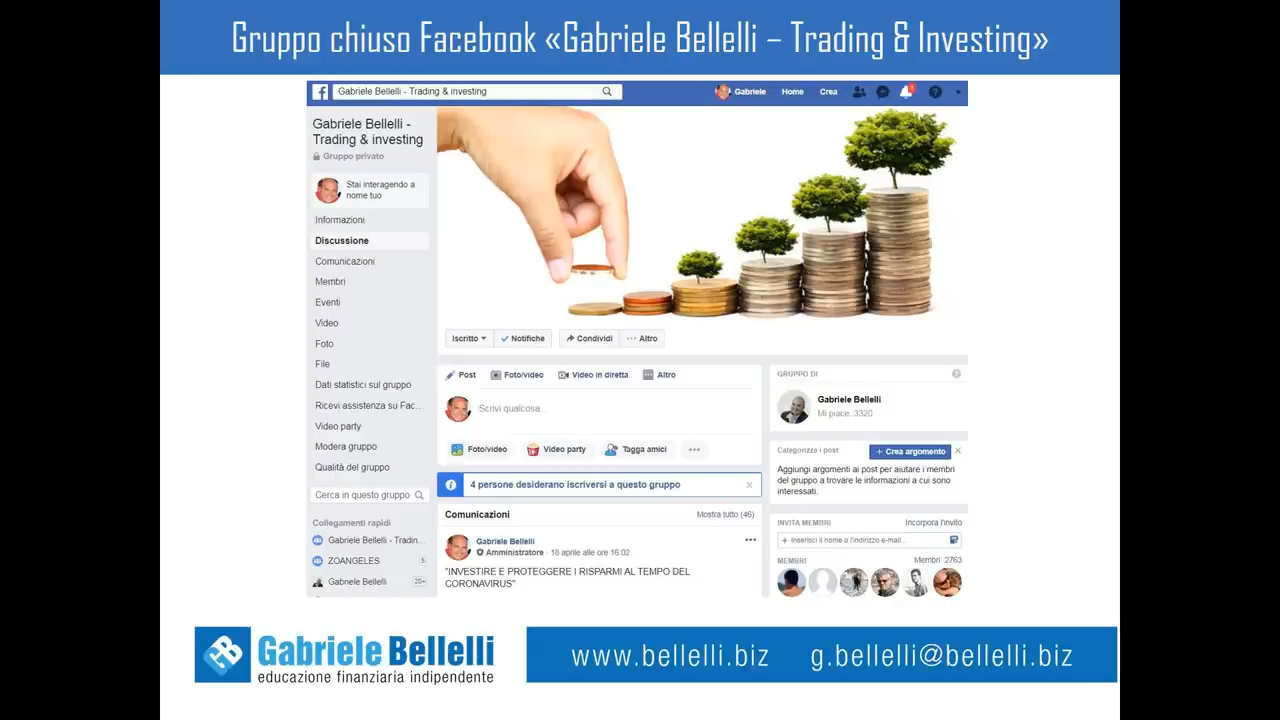 Gruppo chiuso Facebook «Gabriele Bellelli – Trading & Investing»
Gabriele Bellelli - Trading & investing
Gabriele
Home
Crea
Gabriele Bellelli -
Trading & investing
Gruppo privato
Stai interagendo a
nome tuo
Informazioni
Discussione
Comunicazioni
Membri
Eventi
Video
Foto
File
Dati statistici sul gruppo
Ricevi assistenza su Fac...
Video party
Modera gruppo
Qualità del gruppo
Cerca in questo gruppo
Collegamenti rapidi
Gabriele Bellelli - Tradin...
ZOANGELES 5
Gabriele Bellelli 20+
Iscritto
Notifiche
Condividi
Altro
Post
Foto/video
Video in diretta
Altro
Scrivi qualcosa...
Foto/video
Video party
Tagga amici
4 persone desiderano iscriversi a questo gruppo
Comunicazioni
Mostra tutto (46)
Gabriele Bellelli
Amministratore · 18 aprile alle ore 16:02
"INVESTIRE E PROTEGGERE I RISPARMI AL TEMPO DEL
CORONAVIRUS"
GRUPPO DI
Gabriele Bellelli
Mi piace: 3320
Categorizza i post
+ Crea argomento
Aggiungi argomenti ai post per aiutare i membri
del gruppo a trovare le informazioni a cui sono
interessati.
INVITA MEMBRI
Incorpora l'invito
+ Inserisci il nome o l'indirizzo e-mail...
MEMBRI
Membri: 2763
GB
Gabriele Bellelli
educazione finanziaria indipendente
www.bellelli.biz
g.bellelli@bellelli.biz